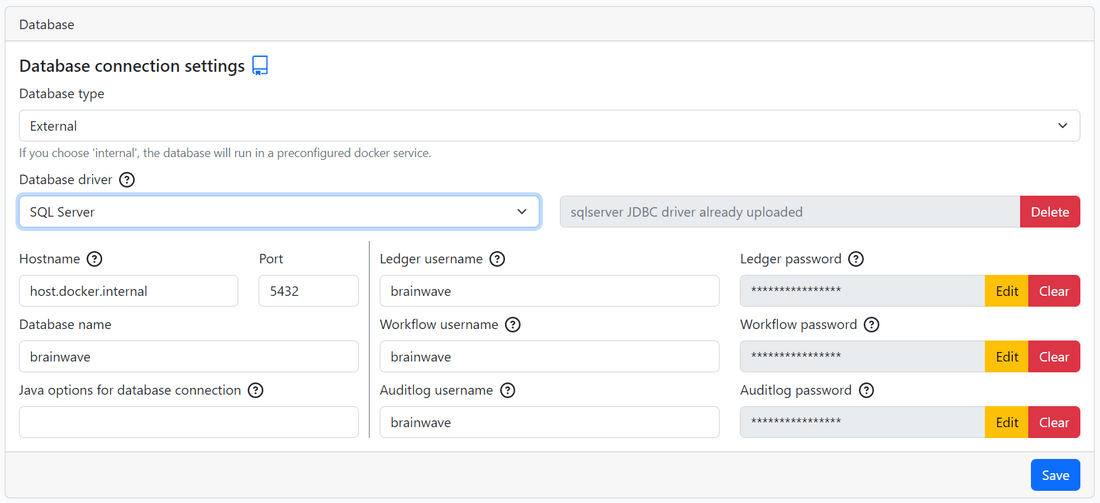 Database
Database connection settings
Database type
External
If you choose 'internal', the database will run in a preconfigured docker service.
Database driver ?
SQL Server
sqlserver JDBC driver already uploaded
Delete
Hostname ?
Port
Ledger username ?
Ledger password ?
host.docker.internal
5432
brainwave
****************
Edit
Clear
Database name
Workflow username ?
Workflow password ?
brainwave
brainwave
****************
Edit
Clear
Java options for database connection ?
Auditlog username ?
Auditlog password ?
brainwave
****************
Edit
Clear
Save